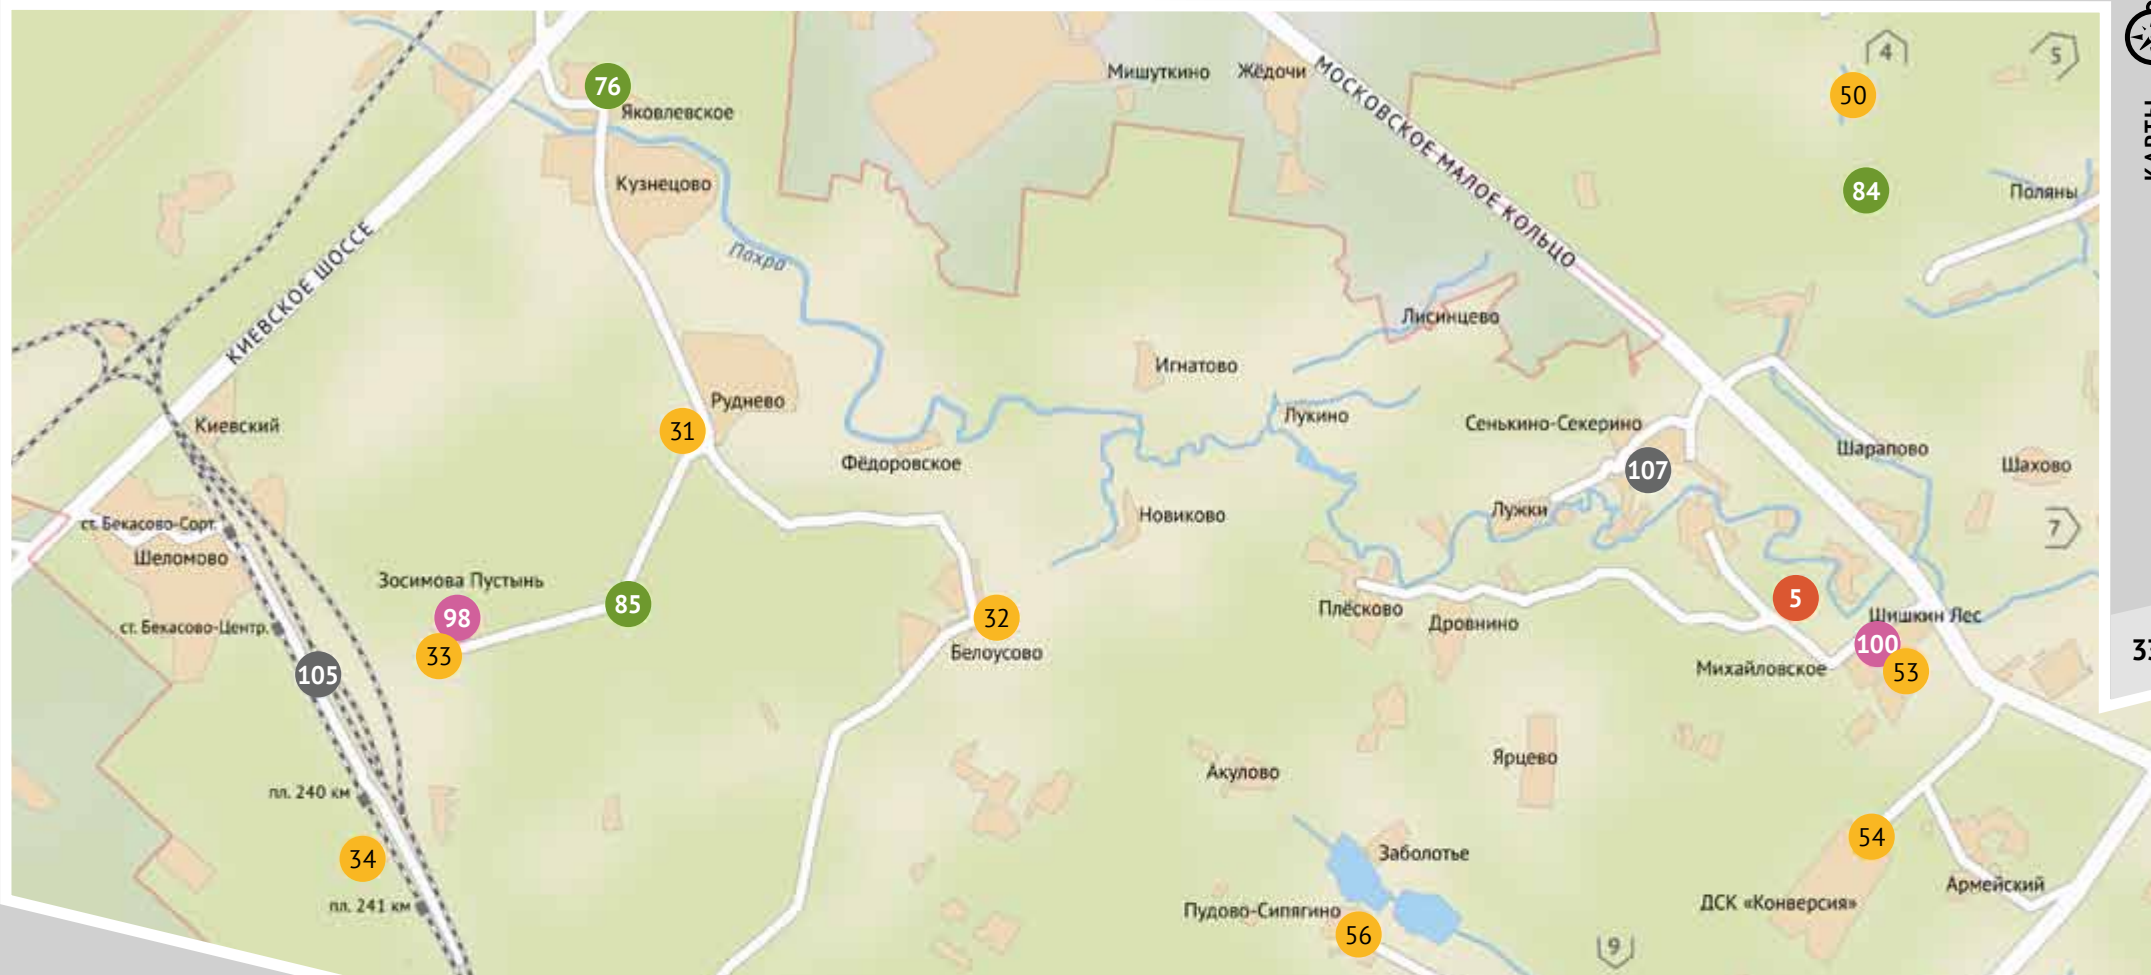 4
5
Мишуткино
Жёдочи
МОСКОВСКОЕ МАЛОЕ КОЛЬЦО
76
50
Яковлевское
Кузнецово
84
Поляны
Пахра
КИЕВСКОЕ ШОССЕ
Лисинцево
Игнатово
Руднево
Лукино
Киевский
31
Сенькино-Секерино
Шарапово
Фёдоровское
107
Шахово
Лужки
Новиково
ст. Бекасово-Сорт.
7
Шеломово
Зосимова Пустынь
98
85
5
Плёсково
32
Шишкин Лес
ст. Бекасово-Центр.
Дровнино
33
Белоусово
100
105
Михайловское
53
Ярцево
Акулово
пл. 240 км
54
34
Заболотье
Армейский
пл. 241 км
ДСК «Конверсия»
Пудово-Сипягино
56
9